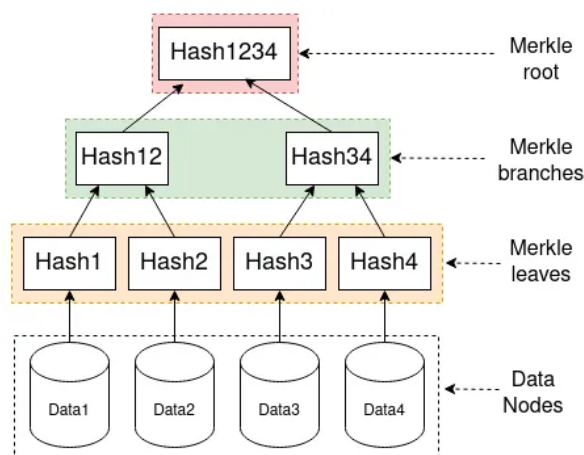 Hash1234
Merkle
root
Hash12
Hash34
Merkle
branches
Hash1
Hash2
Hash3
Hash4
Merkle
leaves
Data1
Data2
Data3
Data4
Data
Nodes